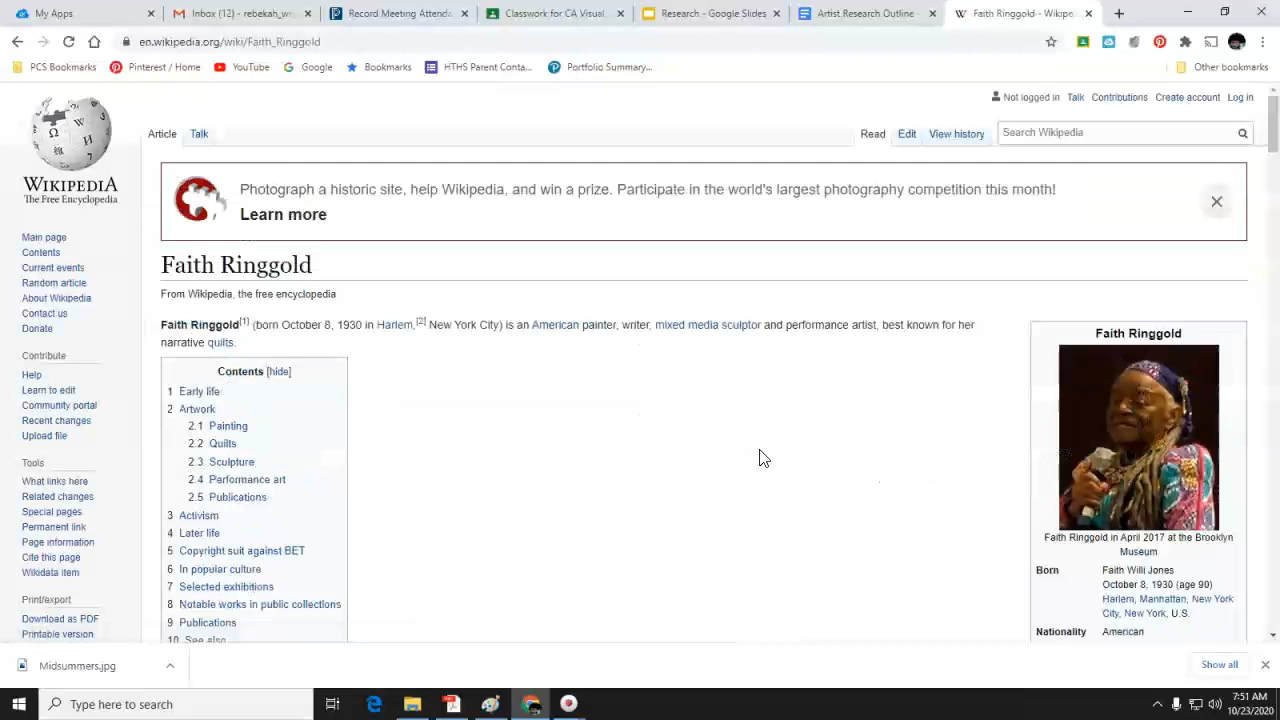 My Apps
Inbox (12) - rebekah_w
Record Meeting Attenda
Classwork for CA Visual
Research - Google Slides
Artist Research Outline
Faith Ringgold - Wikipe
en.wikipedia.org/wiki/Faith_Ringgold
PCS Bookmarks
Pinterest / Home
YouTube
Google
Bookmarks
HTHS Parent Conta...
Portfolio Summary...
Other bookmarks
Not logged in Talk Contributions Create account Log in
Article Talk
Read Edit View history
Search Wikipedia
WIKIPEDIA
The Free Encyclopedia
Photograph a historic site, help Wikipedia, and win a prize. Participate in the world's largest photography competition this month!
Learn more
Main page
Contents
Current events
Random article
About Wikipedia
Contact us
Donate
Contribute
Help
Learn to edit
Community portal
Recent changes
Upload file
Tools
What links here
Related changes
Special pages
Permanent link
Page information
Cite this page
Wikidata item
Print/export
Download as PDF
Printable version
Faith Ringgold
From Wikipedia, the free encyclopedia
Faith Ringgold[1] (born October 8, 1930 in Harlem,[2] New York City) is an American painter, writer, mixed media sculptor and performance artist, best known for her
narrative quilts.
Contents [hide]
1 Early life
2 Artwork
2.1 Painting
2.2 Quilts
2.3 Sculpture
2.4 Performance art
2.5 Publications
3 Activism
4 Later life
5 Copyright suit against BET
6 In popular culture
7 Selected exhibitions
8 Notable works in public collections
9 Publications
10 See also
Faith Ringgold
Faith Ringgold in April 2017 at the Brooklyn
Museum
Born Faith Willi Jones
October 8, 1930 (age 90)
Harlem, Manhattan, New York
City, New York, U.S.
Nationality American
Midsummers.jpg
Show all
Type here to search
7:51 AM
10/23/2020